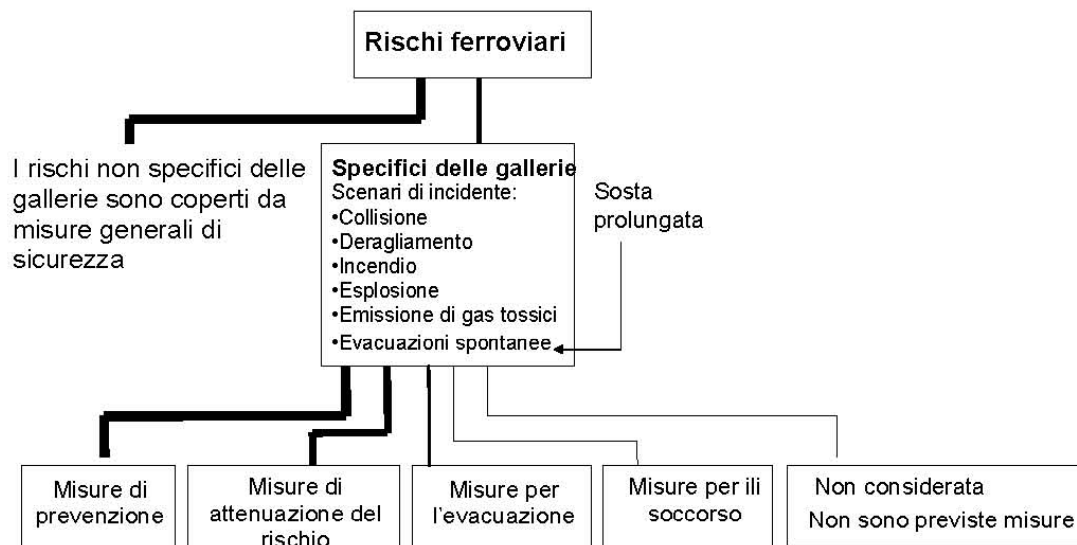 Rischi ferroviari
I rischi non specifici delle
gallerie sono coperti da
misure generali di
sicurezza
Specifici delle gallerie
Scenari di incidente:
•Collisione
•Deragliamento
•Incendio
•Esplosione
•Emissione di gas tossici
•Evacuazioni spontanee
Sosta
prolungata
Misure di
prevenzione
Misure di
attenuazione del
rischio
Misure per
l'evacuazione
Misure per ili
soccorso
Non considerata
Non sono previste misure